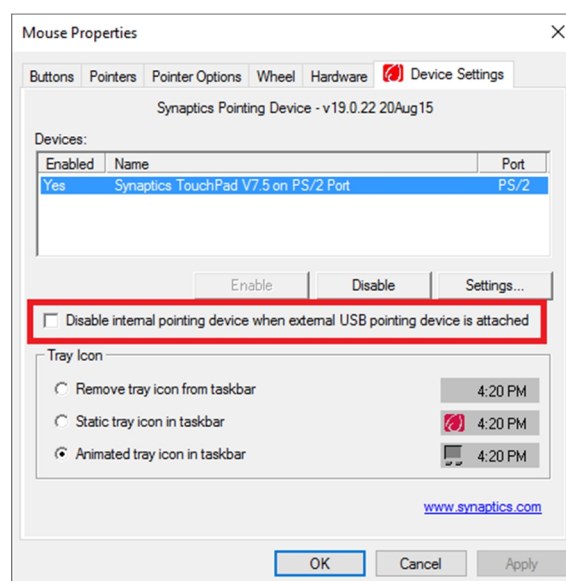 Mouse Properties
Buttons Pointers Pointer Options Wheel Hardware Device Settings
Synaptics Pointing Device - v19.0.22 20Aug15
Devices:
Enabled Name Port
Yes Synaptics TouchPad V7.5 on PS/2 Port PS/2
Enable Disable Settings...
Disable internal pointing device when external USB pointing device is attached
Tray Icon
Remove tray icon from taskbar 4:20 PM
Static tray icon in taskbar 4:20 PM
Animated tray icon in taskbar 4:20 PM
www.synaptics.com
OK Cancel Apply